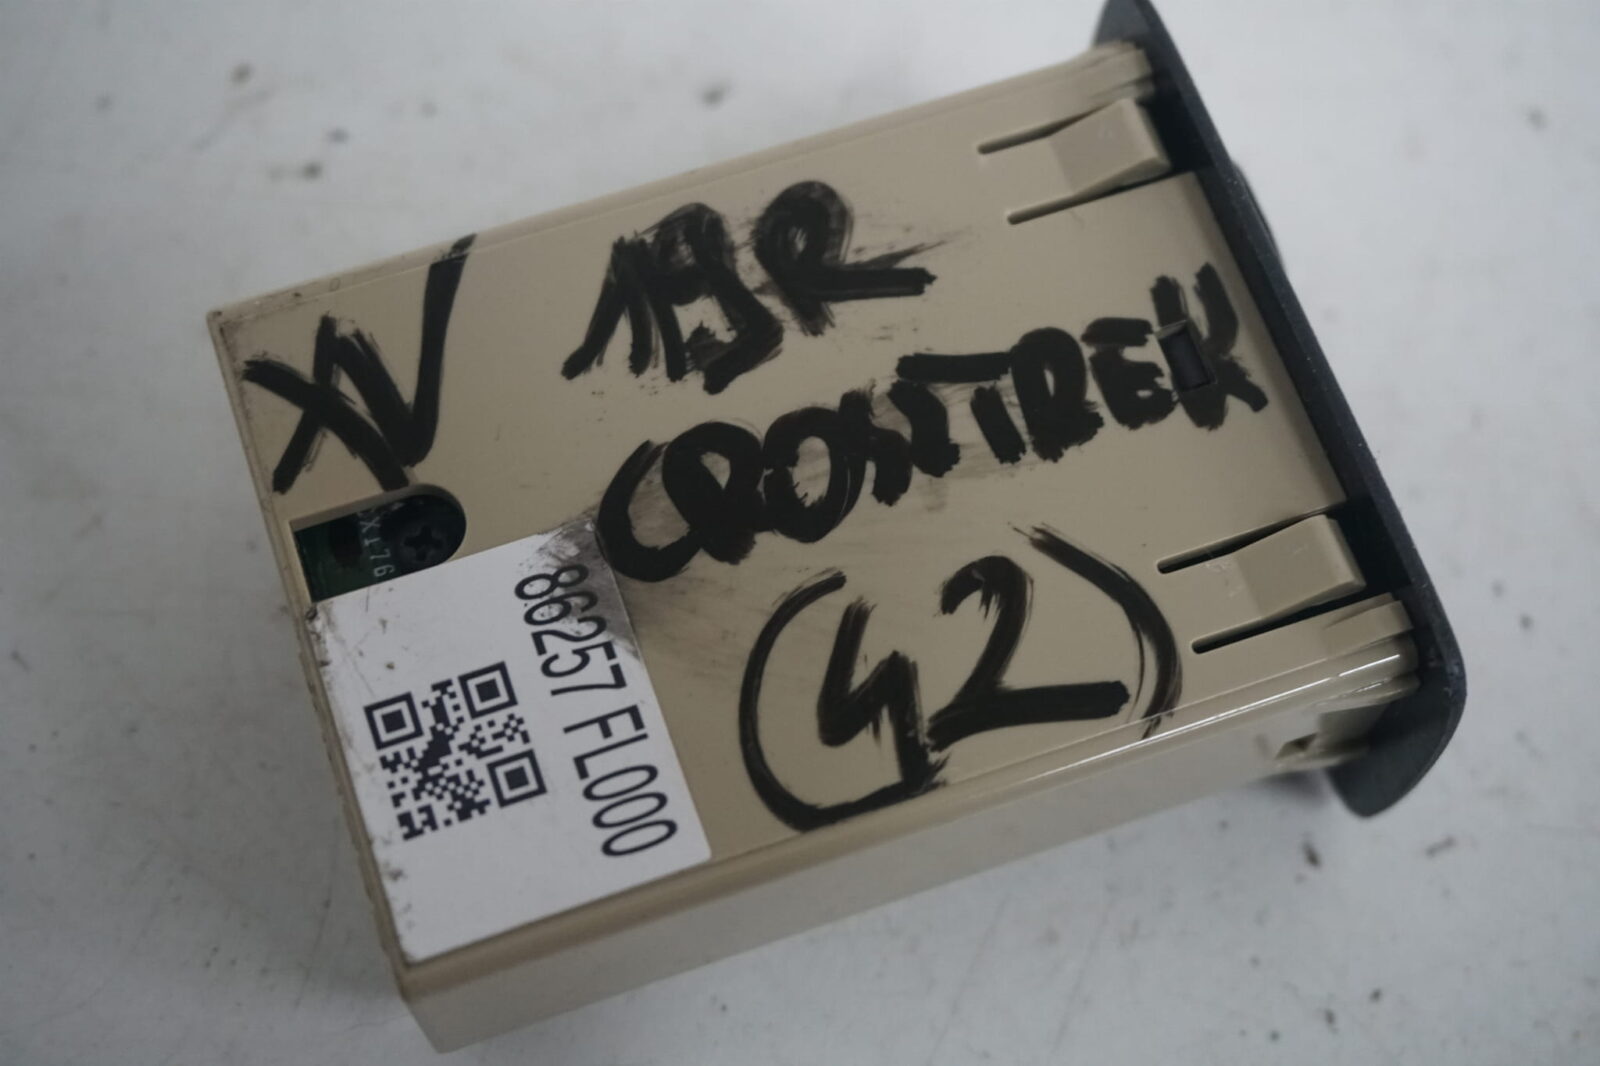 XV
19R
CROSSTREK
(42)
86257 FL000